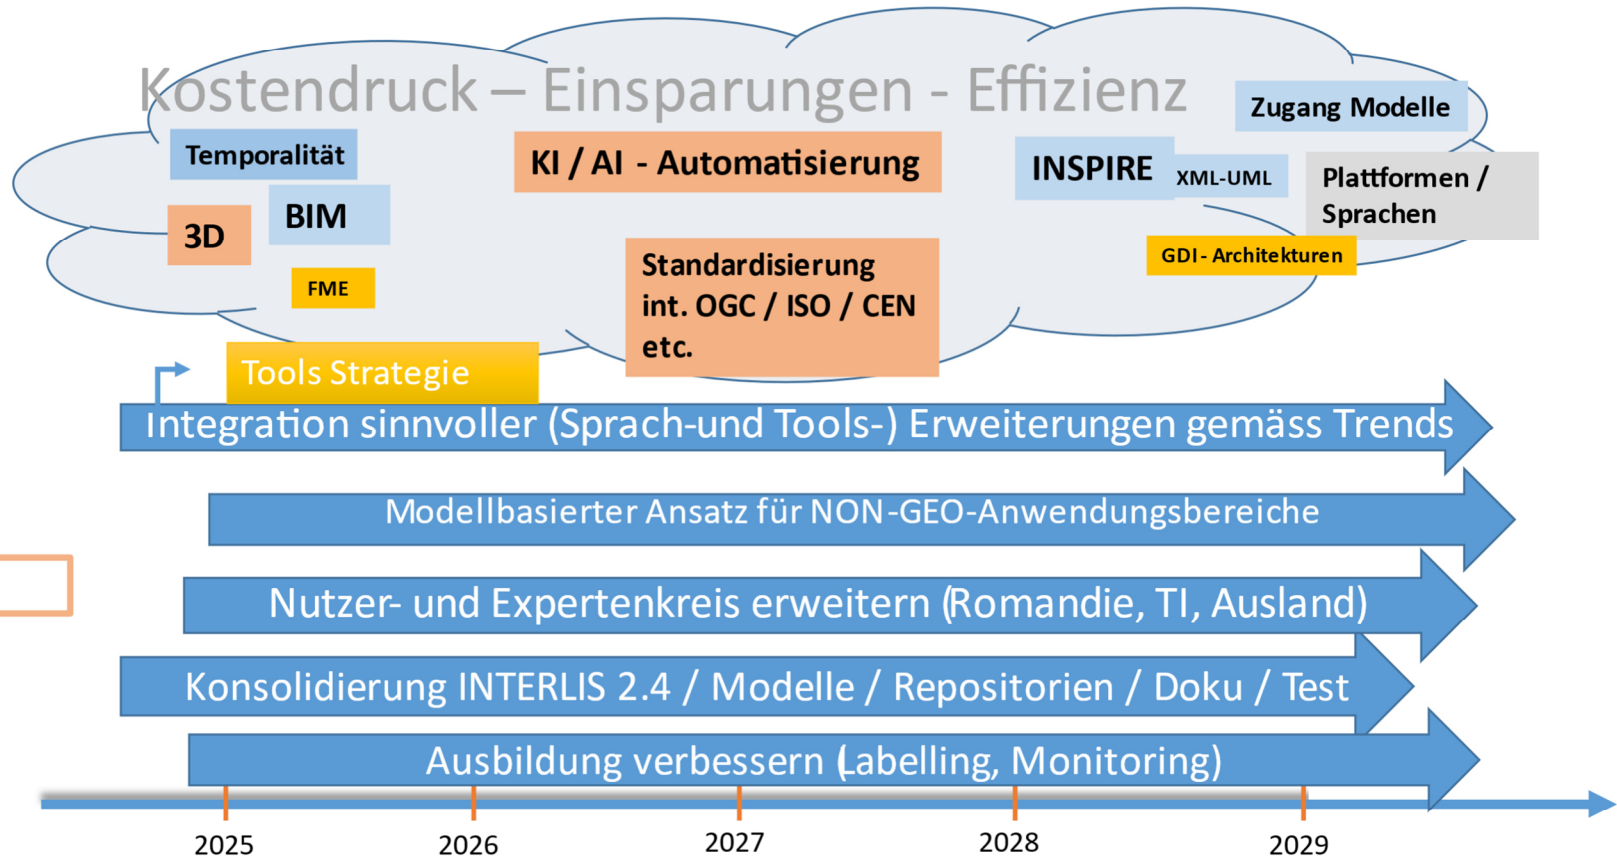 Kostendruck – Einsparungen - Effizienz
Zugang Modelle
Temporalität
KI / AI - Automatisierung
INSPIRE
XML-UML
Plattformen /
Sprachen
BIM
3D
GDI - Architekturen
FME
Standardisierung
int. OGC / ISO / CEN
etc.
Tools Strategie
Integration sinnvoller (Sprach-und Tools-) Erweiterungen gemäss Trends
Modellbasierter Ansatz für NON-GEO-Anwendungsbereiche
Nutzer- und Expertenkreis erweitern (Romandie, TI, Ausland)
Konsolidierung INTERLIS 2.4 / Modelle / Repositorien / Doku / Test
Ausbildung verbessern (Labelling, Monitoring)
2025 2026 2027 2028 2029